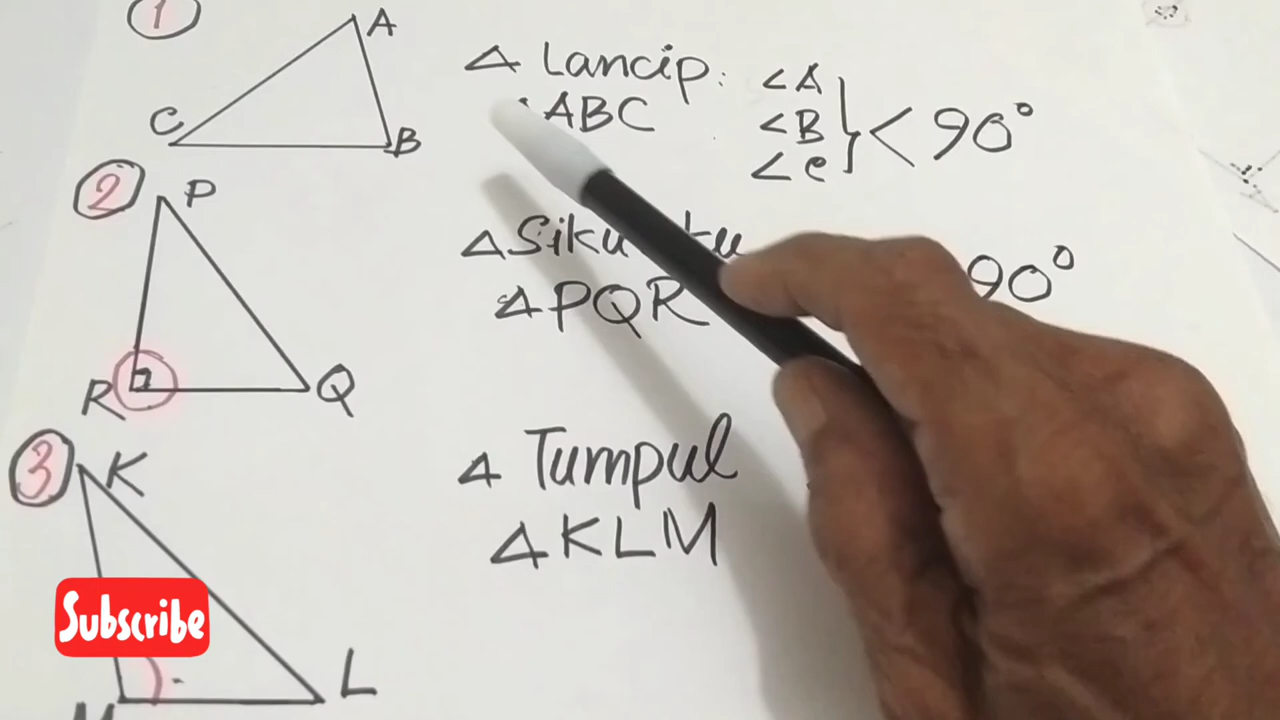 1
A
C
B
△ Lancip: ∠A
△ABC ∠B } < 90°
∠C
2
P
△
△PQR 90°
R
Q
3
K
△ Tumpul
△KLM
Subscribe
L
M